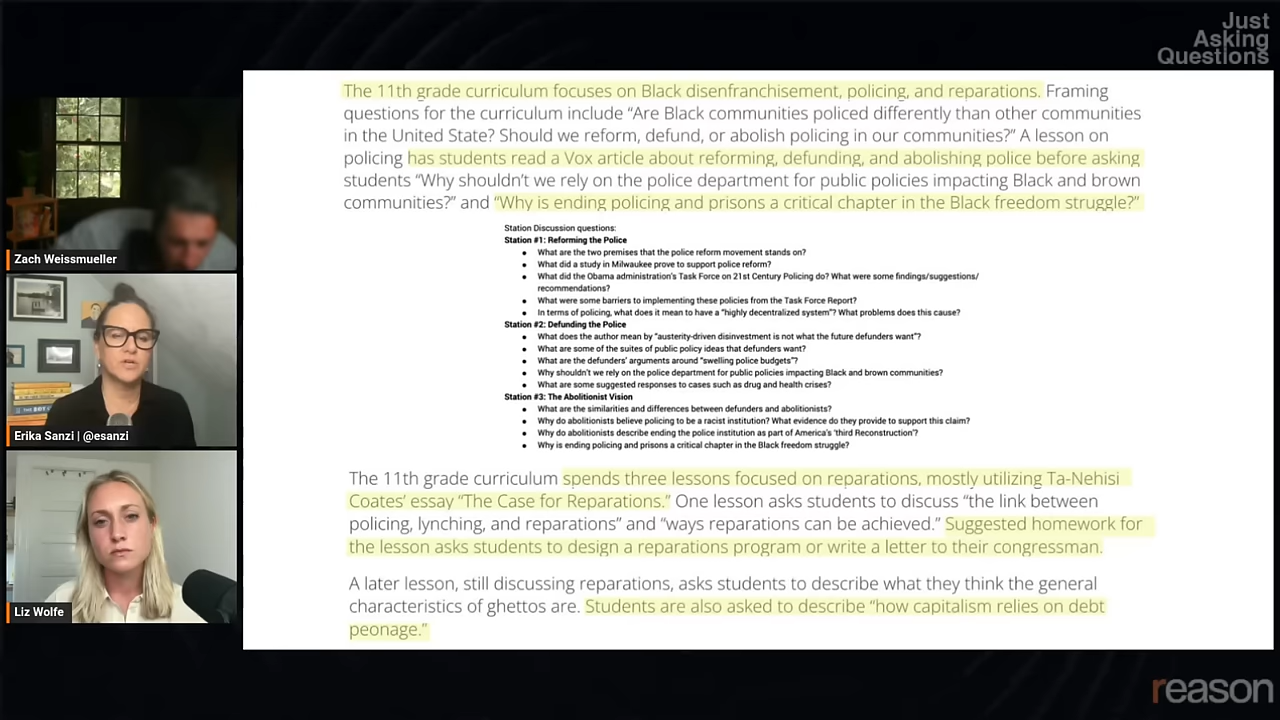 Just
Asking
Questions
The 11th grade curriculum focuses on Black disenfranchisement, policing, and reparations. Framing
questions for the curriculum include “Are Black communities policed differently than other communities
in the United State? Should we reform, defund, or abolish policing in our communities?” A lesson on
policing has students read a Vox article about reforming, defunding, and abolishing police before asking
students “Why shouldn’t we rely on the police department for public policies impacting Black and brown
communities?” and “Why is ending policing and prisons a critical chapter in the Black freedom struggle?”
Station Discussion questions:
Station #1: Reforming the Police
• What are the two premises that the police reform movement stands on?
• What did a study in Milwaukee prove to support police reform?
• What did the Obama administration's Task Force on 21st Century Policing do? What were some findings/suggestions/
recommendations?
• What were some barriers to implementing these policies from the Task Force Report?
• In terms of policing, what does it mean to have a “highly decentralized system”? What problems does this cause?
Station #2: Defunding the Police
• What does the author mean by “austerity-driven disinvestment is not what the future defunders want”?
• What are some of the suites of public policy ideas that defunders want?
• What are the defunders' arguments around “swelling police budgets”?
• Why shouldn't we rely on the police department for public policies impacting Black and brown communities?
• What are some suggested responses to cases such as drug and health crises?
Station #3: The Abolitionist Vision
• What are the similarities and differences between defunders and abolitionists?
• Why do abolitionists believe policing to be a racist institution? What evidence do they provide to support this claim?
• Why do abolitionists describe ending the police institution as part of America's 'third Reconstruction'?
• Why is ending policing and prisons a critical chapter in the Black freedom struggle?
The 11th grade curriculum spends three lessons focused on reparations, mostly utilizing Ta-Nehisi
Coates’ essay “The Case for Reparations.” One lesson asks students to discuss “the link between
policing, lynching, and reparations” and “ways reparations can be achieved.” Suggested homework for
the lesson asks students to design a reparations program or write a letter to their congressman.
A later lesson, still discussing reparations, asks students to describe what they think the general
characteristics of ghettos are. Students are also asked to describe “how capitalism relies on debt
peonage.”
Zach Weissmueller
Erika Sanzi | @esanzi
Liz Wolfe
reason